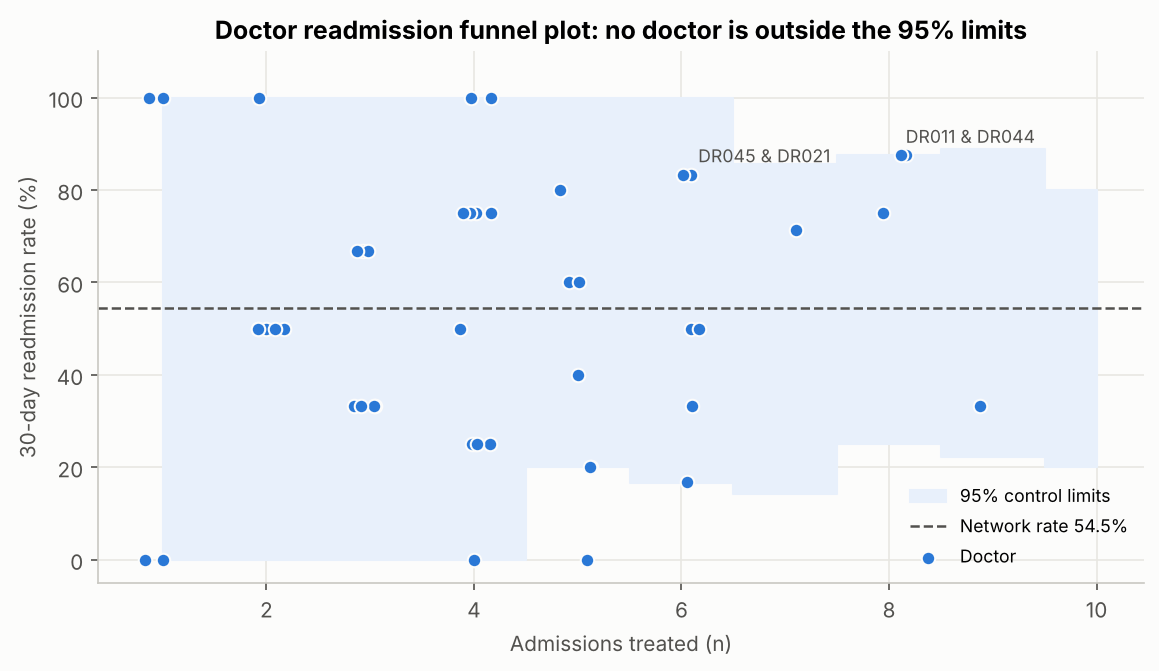 Doctor readmission funnel plot: no doctor is outside the 95% limits
30-day readmission rate (%)
100
80
60
40
20
0
DR045 & DR021
DR011 & DR044
95% control limits
Network rate 54.5%
Doctor
2
4
6
8
10
Admissions treated (n)